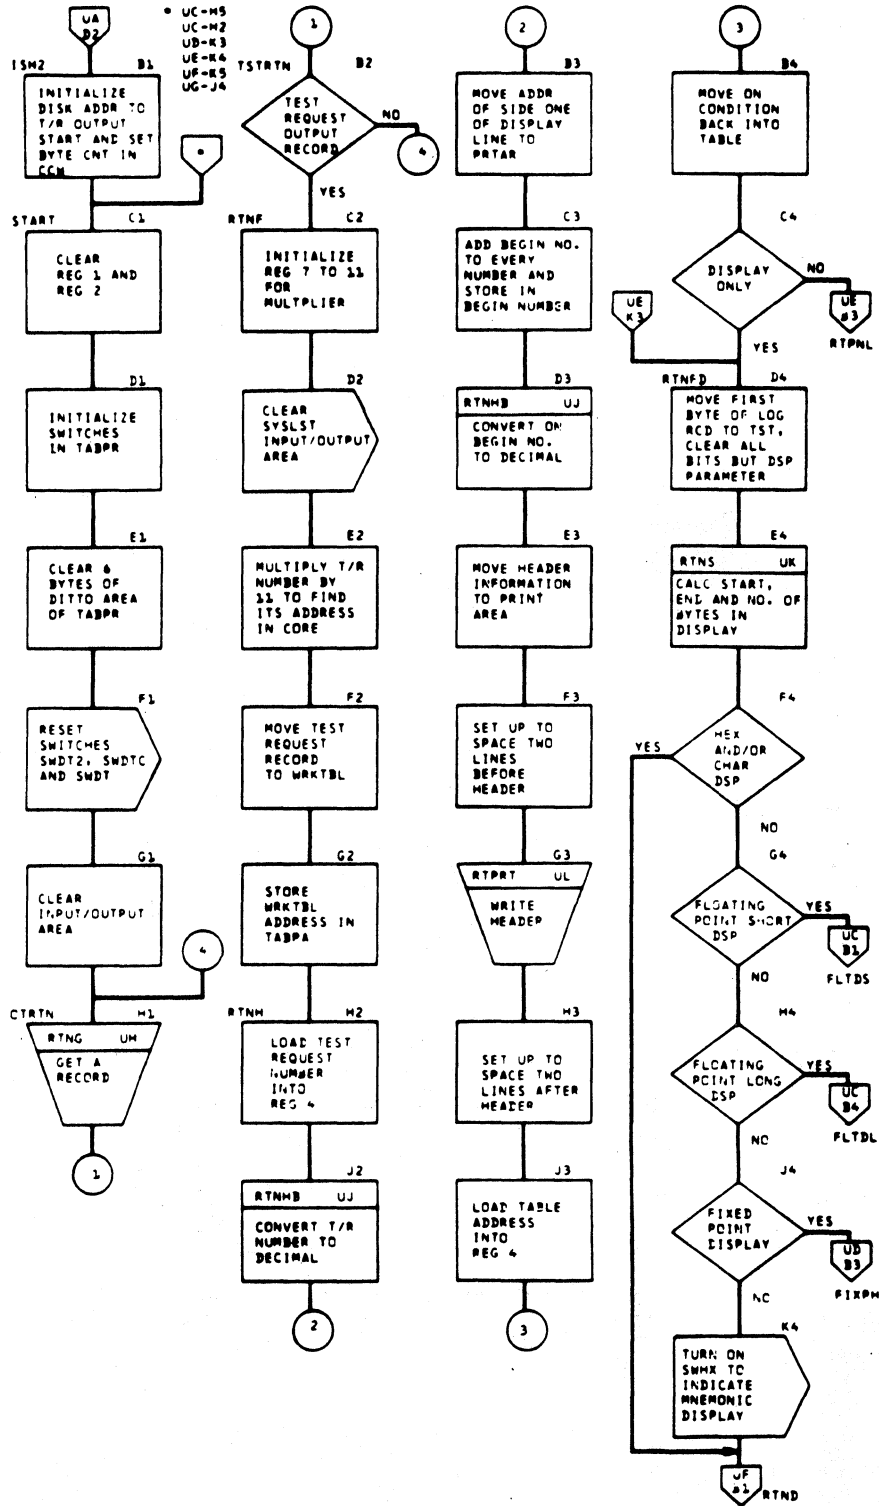 UA
D2
* UC-H5
UC-H2
UD-K3
UE-K4
UF-K5
UG-J4
ISH2
B1
INITIALIZE
DISK ADDR TO
T/R OUTPUT
START AND SET
BYTE CNT IN
CCW
*
START
C1
CLEAR
REG 1 AND
REG 2
D1
INITIALIZE
SWITCHES
IN TABPR
E1
CLEAR 6
BYTES OF
DITTO AREA
OF TABPR
F1
RESET
SWITCHES
SWDT2, SWDTC
AND SWDT
G1
CLEAR
INPUT/OUTPUT
AREA
4
CTRTN
H1
RTNG UH
GET A
RECORD
1
1
TSTRTN
B2
TEST
REQUEST
OUTPUT
RECORD
NO
4
YES
RTNF
C2
INITIALIZE
REG 7 TO 11
FOR
MULTPLIER
D2
CLEAR
SYSLST
INPUT/OUTPUT
AREA
E2
MULTIPLY T/R
NUMBER BY
11 TO FIND
ITS ADDRESS
IN CORE
F2
MOVE TEST
REQUEST
RECORD
TO WRKTBL
G2
STORE
WRKTBL
ADDRESS IN
TABPA
RTNH
H2
LOAD TEST
REQUEST
NUMBER
INTO
REG 4
J2
RTNHB UJ
CONVERT T/R
NUMBER TO
DECIMAL
2
2
B3
MOVE ADDR
OF SIDE ONE
OF DISPLAY
LINE TO
PRTAR
C3
ADD BEGIN NO.
TO EVERY
NUMBER AND
STORE IN
BEGIN NUMBER
D3
RTNHB UJ
CONVERT ON
BEGIN NO.
TO DECIMAL
E3
MOVE HEADER
INFORMATION
TO PRINT
AREA
F3
SET UP TO
SPACE TWO
LINES
BEFORE
HEADER
G3
RTPRT UL
WRITE
HEADER
H3
SET UP TO
SPACE TWO
LINES AFTER
HEADER
J3
LOAD TABLE
ADDRESS
INTO
REG 4
3
3
B4
MOVE ON
CONDITION
BACK INTO
TABLE
C4
DISPLAY
ONLY
NO
UE
B3
RTPNL
UE
K3
YES
RTNFD
D4
MOVE FIRST
BYTE OF LOG
RCD TO TST,
CLEAR ALL
BITS BUT DSP
PARAMETER
E4
RTNS UK
CALC START,
END AND NO. OF
BYTES IN
DISPLAY
F4
YES
HEX
AND/OR
CHAR
DSP
NO
G4
FLOATING
POINT SHORT
DSP
YES
UC
B1
FLTDS
NO
H4
FLOATING
POINT LONG
DSP
YES
UC
B4
FLTDL
NO
J4
FIXED
POINT
DISPLAY
YES
UD
B3
FIXPH
NO
K4
TURN ON
SWHX TO
INDICATE
MNEMONIC
DISPLAY
UF
B1
RTND